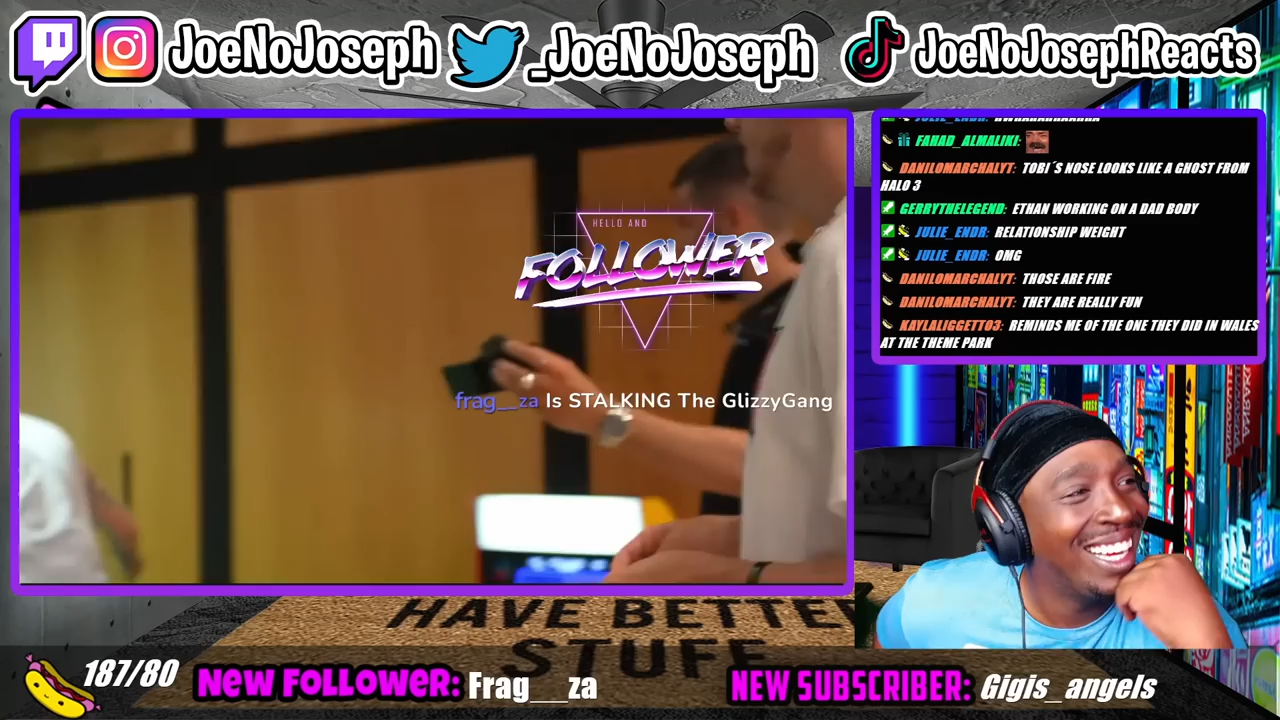 JoeNoJoseph
_JoeNoJoseph
JoeNoJosephReacts
HELLO AND
FOLLOWER
frag__za Is STALKING The GlizzyGang
JULIE_ENDR:
FAHAD_ALMALIKI:
DANILOMARCHALYT: TOBI´S NOSE LOOKS LIKE A GHOST FROM
HALO 3
GERRYTHELEGEND: ETHAN WORKING ON A DAD BODY
JULIE_ENDR: RELATIONSHIP WEIGHT
JULIE_ENDR: OMG
DANILOMARCHALYT: THOSE ARE FIRE
DANILOMARCHALYT: THEY ARE REALLY FUN
KAYLALIGGETTO3: REMINDS ME OF THE ONE THEY DID IN WALES
AT THE THEME PARK
HAVE BETTER
STUFF
187/80
NEW FOLLOWER: Frag__za
NEW SUBSCRIBER: Gigis_angels